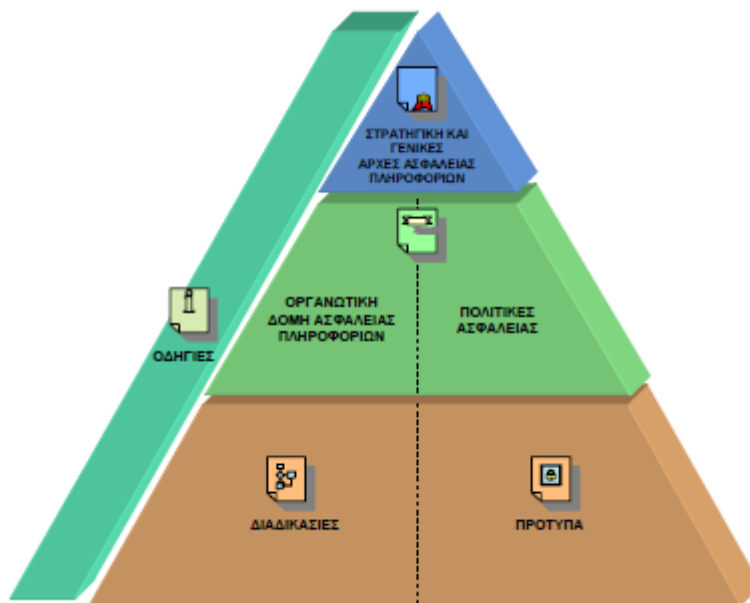 ΣΤΡΑΤΗΓΙΚΗ ΚΑΙ
ΓΕΝΙΚΕΣ
ΑΡΧΕΣ ΑΣΦΑΛΕΙΑΣ
ΠΛΗΡΟΦΟΡΙΩΝ
ΟΡΓΑΝΩΤΙΚΗ
ΔΟΜΗ ΑΣΦΑΛΕΙΑΣ
ΠΛΗΡΟΦΟΡΙΩΝ
ΠΟΛΙΤΙΚΕΣ
ΑΣΦΑΛΕΙΑΣ
ΟΔΗΓΙΕΣ
ΔΙΑΔΙΚΑΣΙΕΣ
ΠΡΟΤΥΠΑ